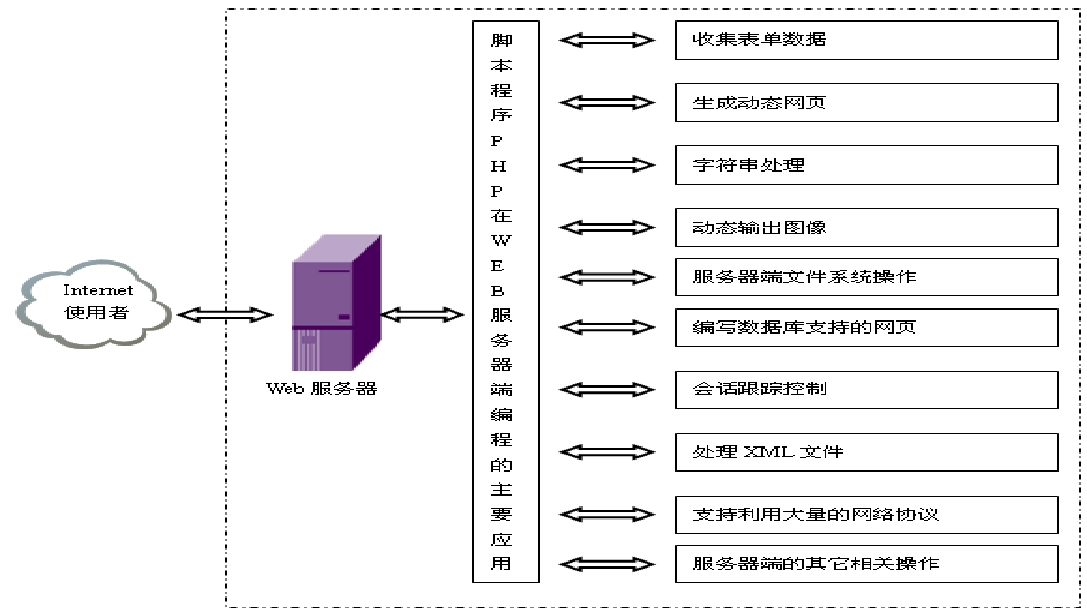 Internet
使用者
Web 服务器
脚本程序PHP在WEB服务器端编程的主要应用
收集表单数据
生成动态网页
字符串处理
动态输出图像
服务器端文件系统操作
编写数据库支持的网页
会话跟踪控制
处理 XML 文件
支持利用大量的网络协议
服务器端的其它相关操作